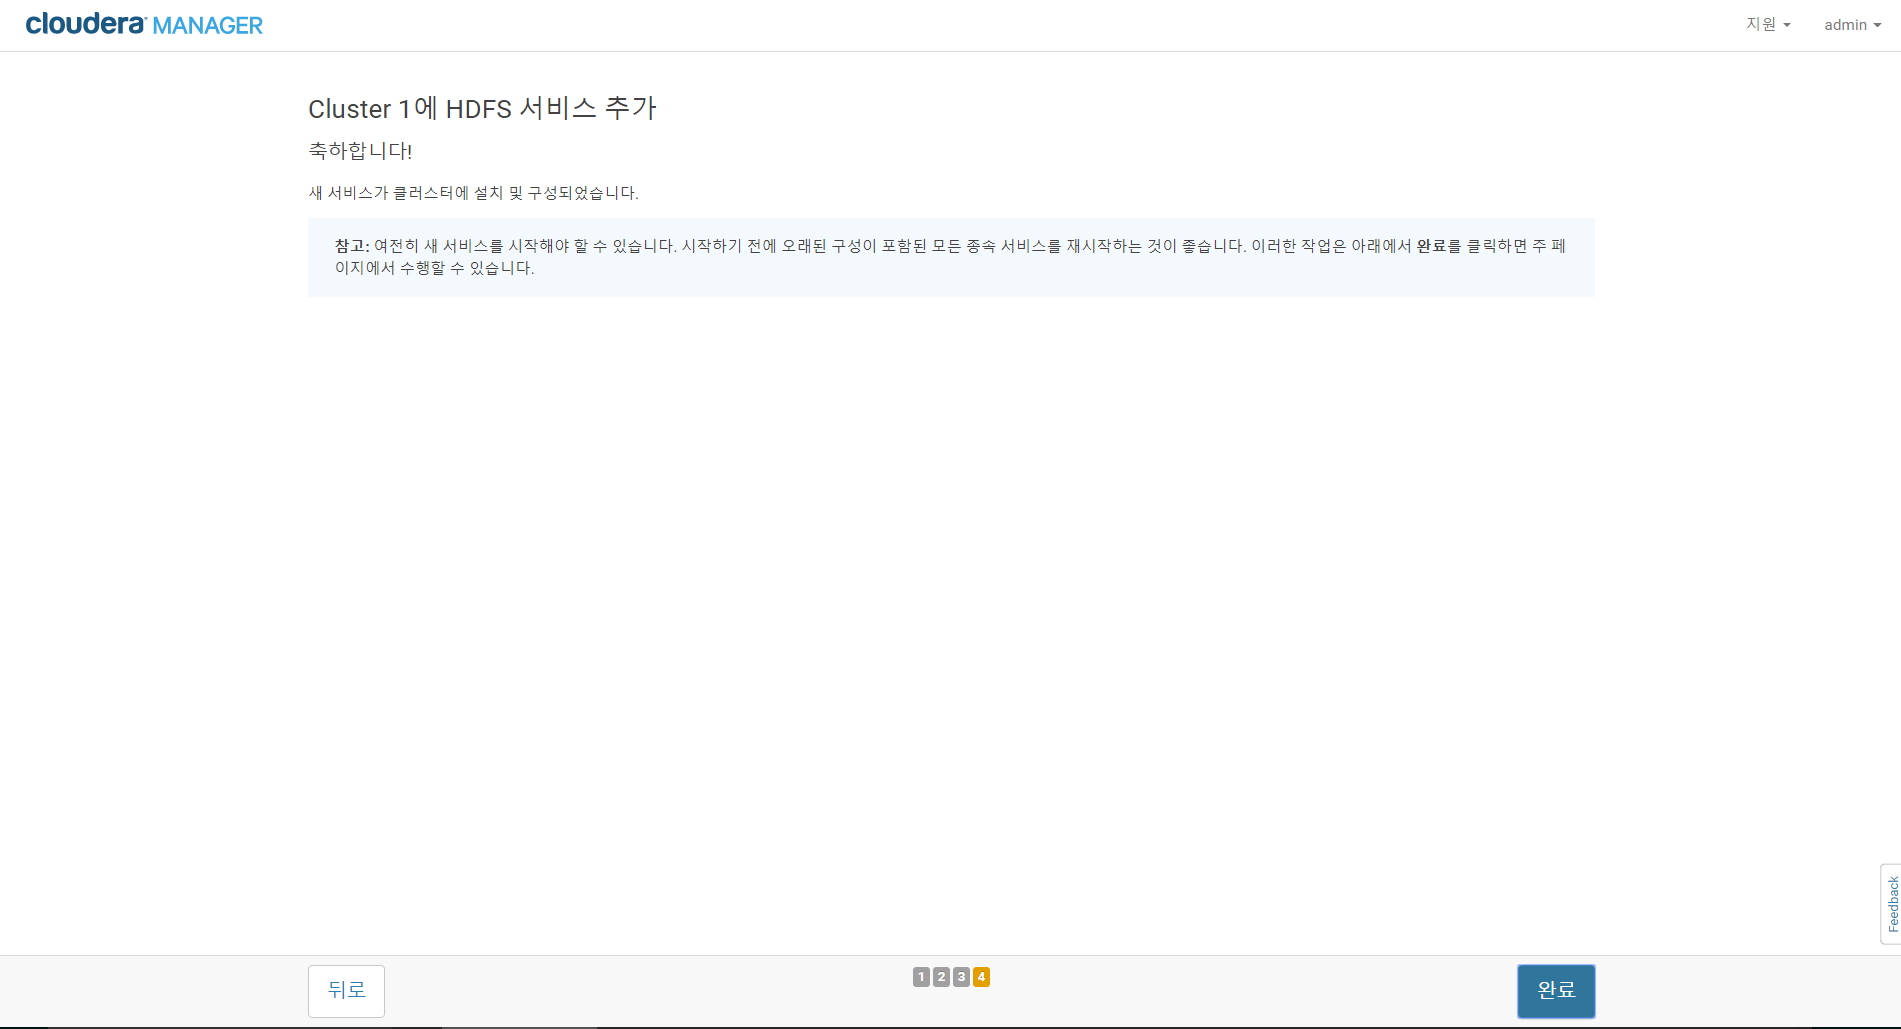 cloudera MANAGER
지원
admin
Cluster 1에 HDFS 서비스 추가
축하합니다!
새 서비스가 클러스터에 설치 및 구성되었습니다.
참고: 여전히 새 서비스를 시작해야 할 수 있습니다. 시작하기 전에 오래된 구성이 포함된 모든 종속 서비스를 재시작하는 것이 좋습니다. 이러한 작업은 아래에서 완료를 클릭하면 주 페
이지에서 수행할 수 있습니다.
Feedback
뒤로
1 2 3 4
완료